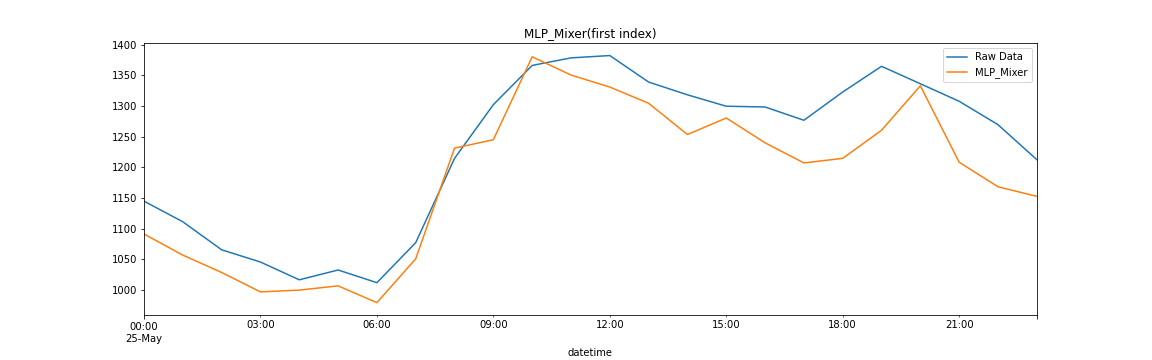 MLP_Mixer(first index)
Raw Data
MLP_Mixer
1400
1350
1300
1250
1200
1150
1100
1050
1000
00:00 03:00 06:00 09:00 12:00 15:00 18:00 21:00
25-May
datetime